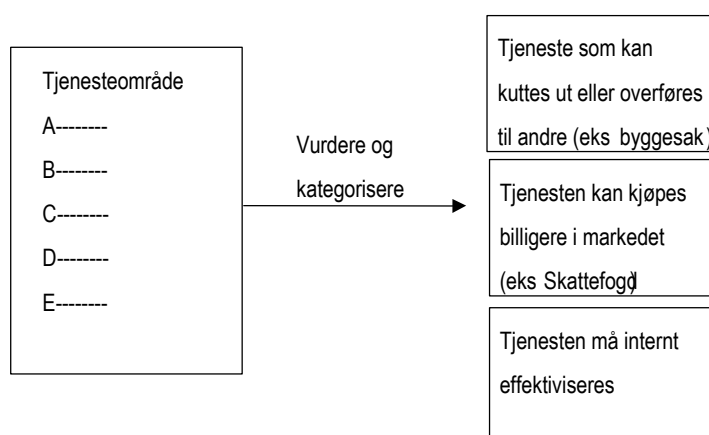 Tjenesteområde
A--------
B--------
C--------
D--------
E--------
Vurdere og
kategorisere
Tjeneste som kan
kuttes ut eller overføres
til andre (eks byggesak)
Tjenesten kan kjøpes
billigere i markedet
(eks Skattefogd)
Tjenesten må internt
effektiviseres